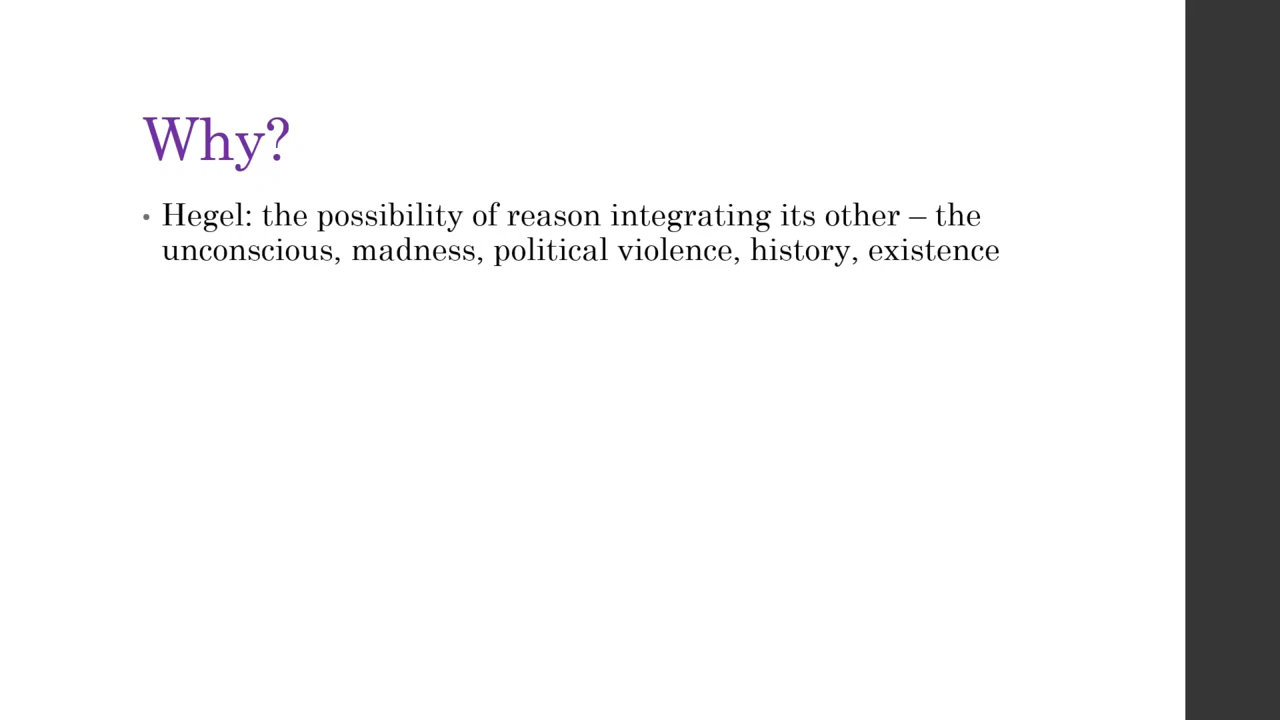 Why?
• Hegel: the possibility of reason integrating its other – the
unconscious, madness, political violence, history, existence